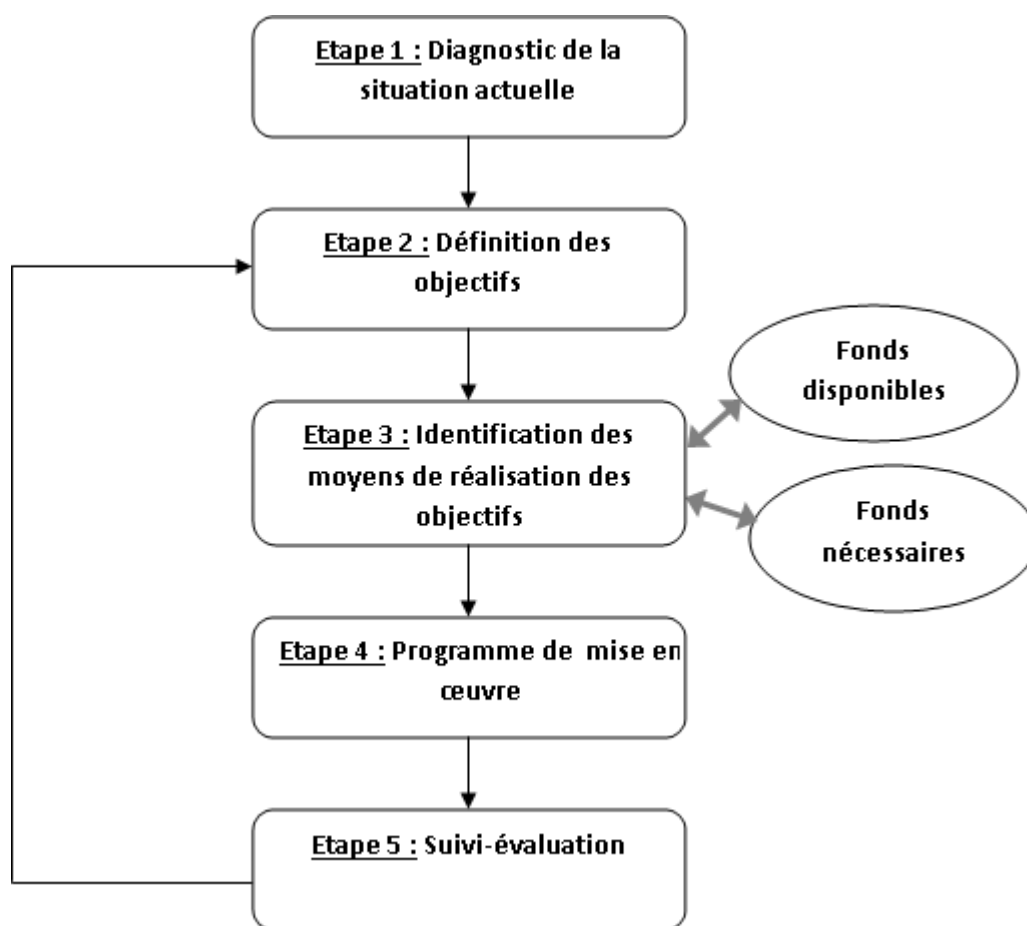 Etape 1 : Diagnostic de la
situation actuelle
Etape 2 : Définition des
objectifs
Fonds
disponibles
Etape 3 : Identification des
moyens de réalisation des
objectifs
Fonds
nécessaires
Etape 4 : Programme de mise en
œuvre
Etape 5 : Suivi-évaluation